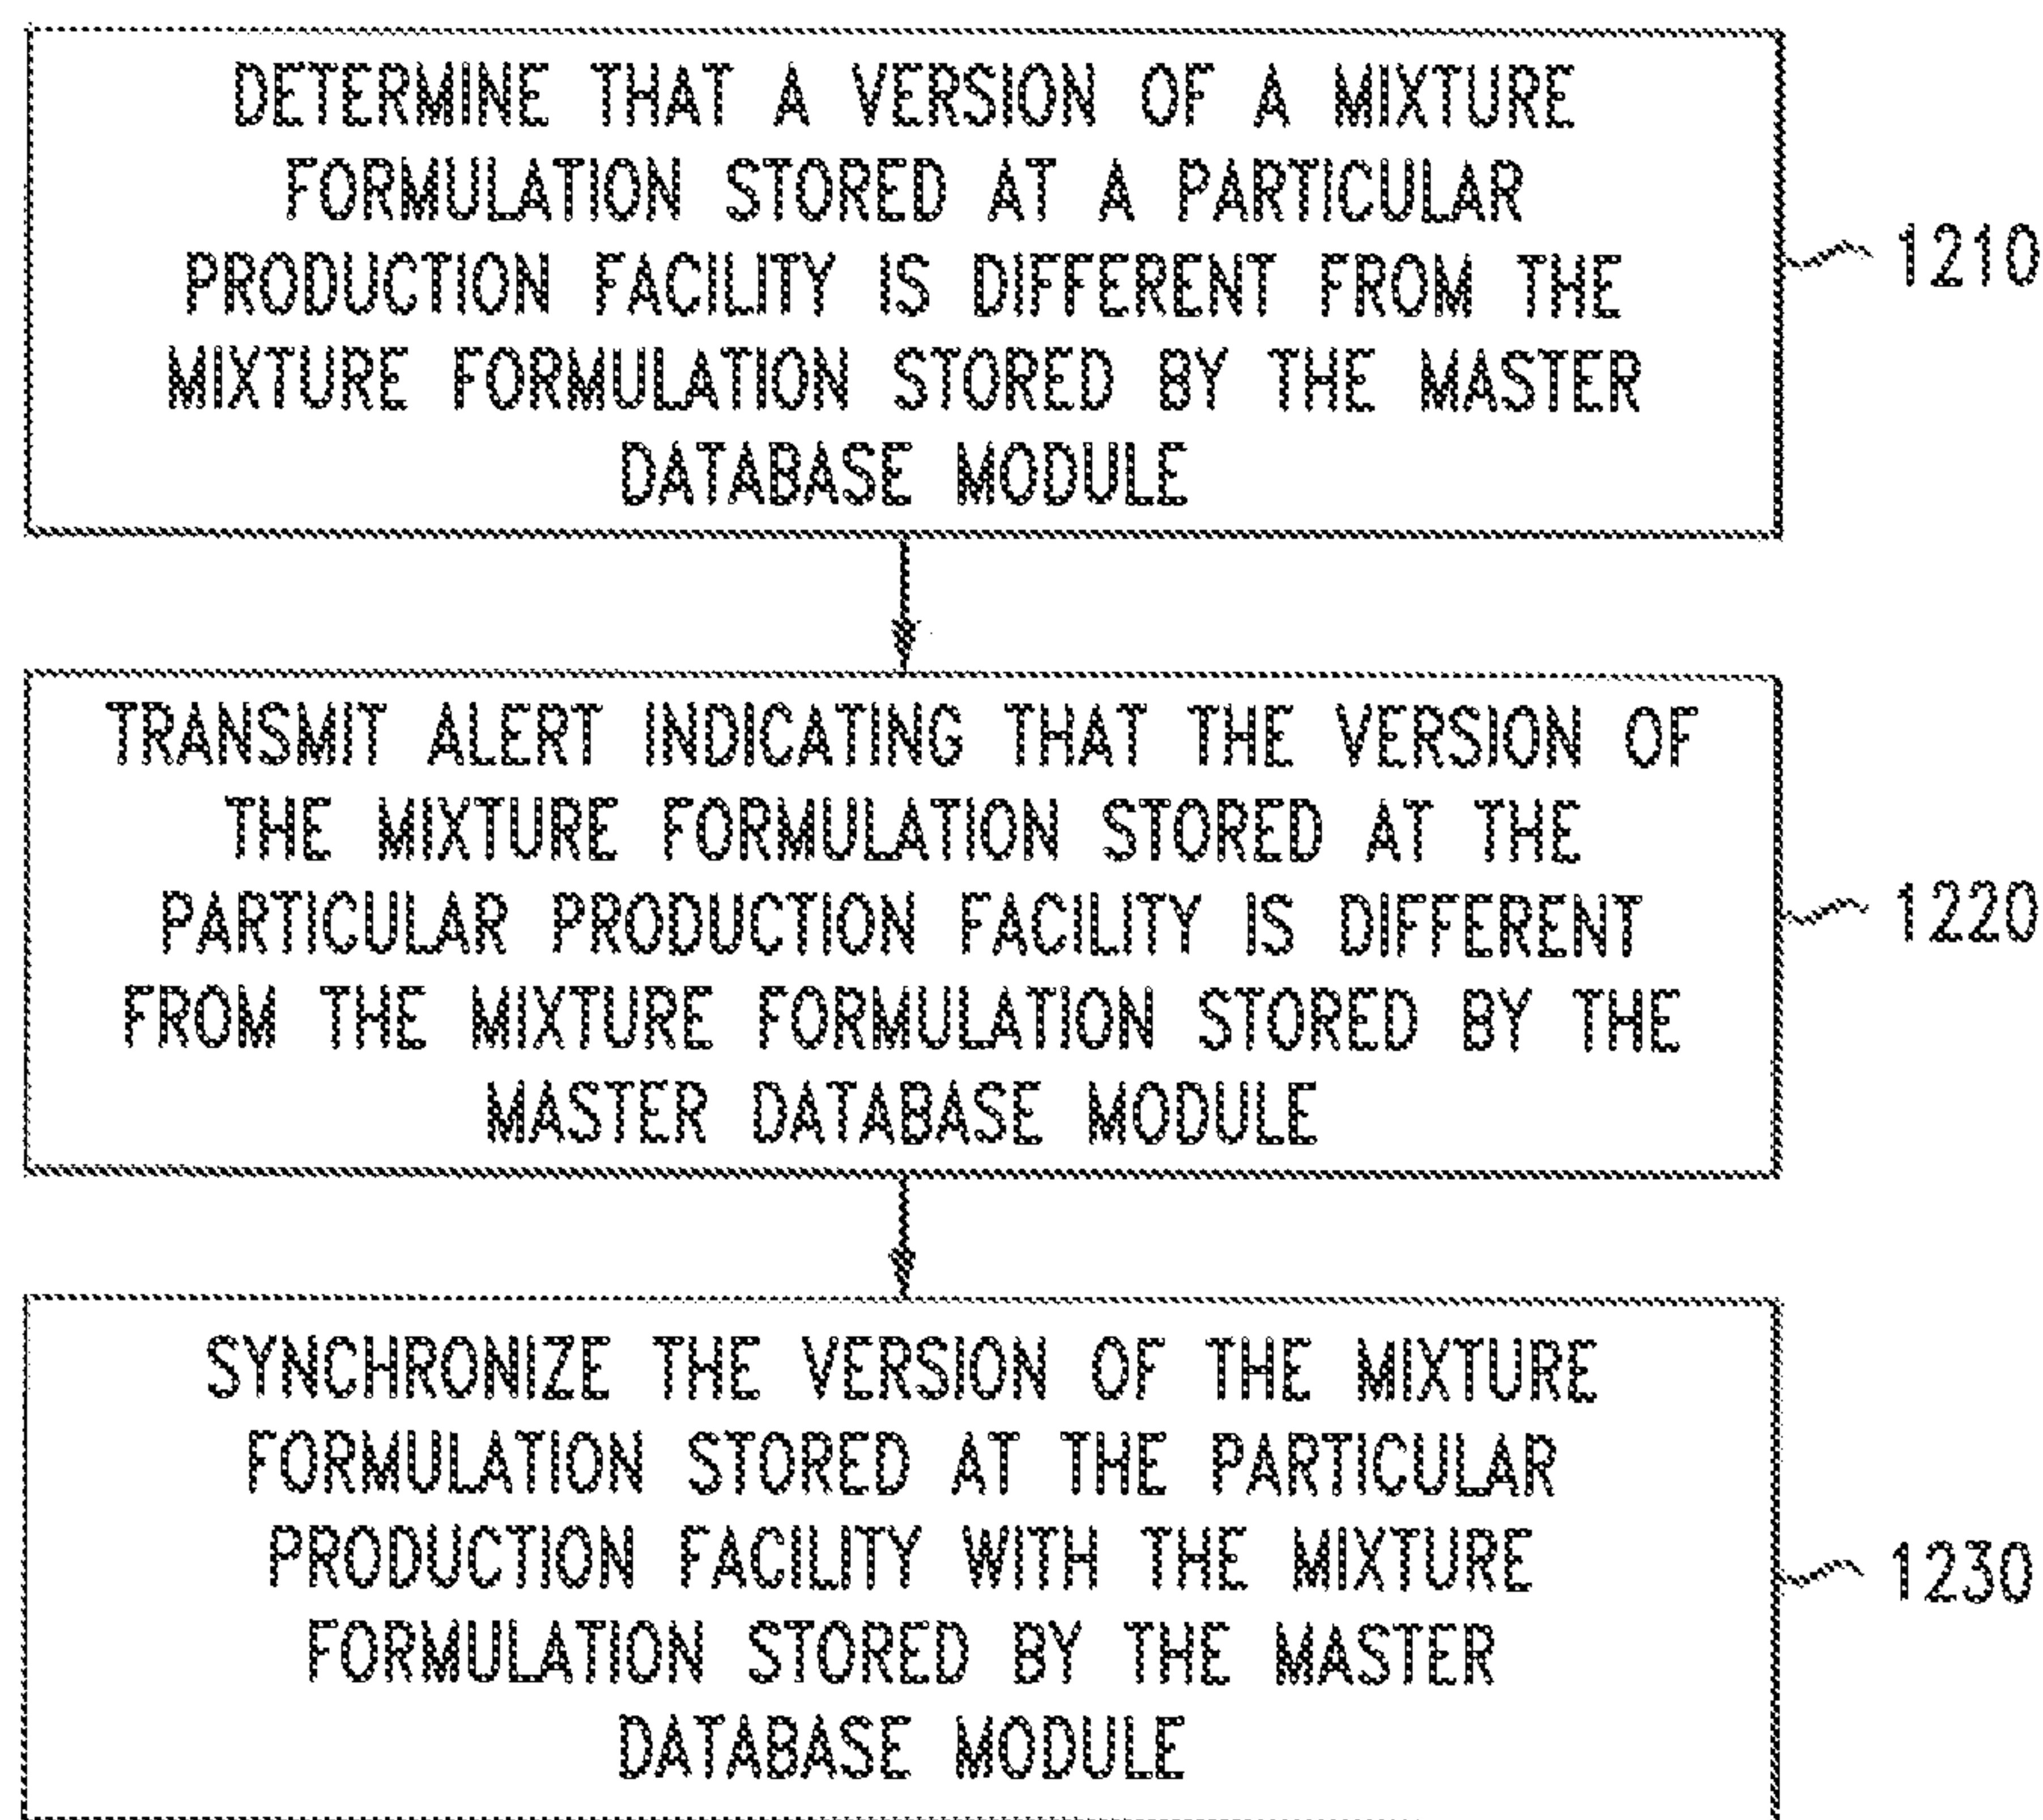 DETERMINE THAT A VERSION OF A MIXTURE
FORMULATION STORED AT A PARTICULAR
PRODUCTION FACILITY IS DIFFERENT FROM THE
MIXTURE FORMULATION STORED BY THE MASTER
DATABASE MODULE
1210
TRANSMIT ALERT INDICATING THAT THE VERSION OF
THE MIXTURE FORMULATION STORED AT THE
PARTICULAR PRODUCTION FACILITY IS DIFFERENT
FROM THE MIXTURE FORMULATION STORED BY THE
MASTER DATABASE MODULE
1220
SYNCHRONIZE THE VERSION OF THE MIXTURE
FORMULATION STORED AT THE PARTICULAR
PRODUCTION FACILITY WITH THE MIXTURE
FORMULATION STORED BY THE MASTER
DATABASE MODULE
1230